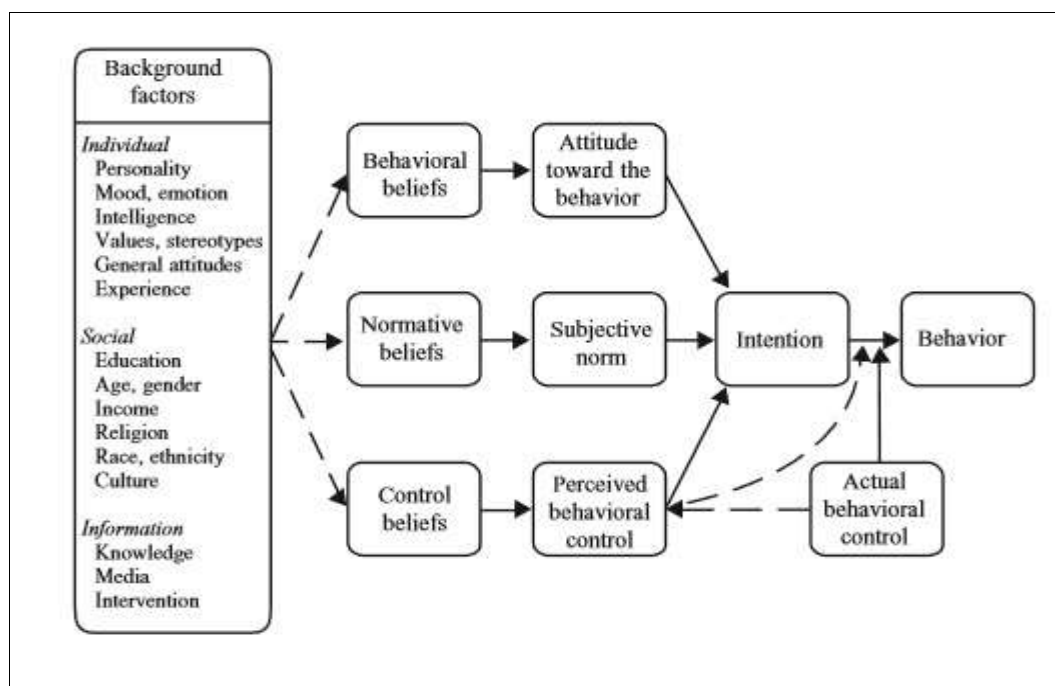 Background
factors
Individual
Personality
Mood, emotion
Intelligence
Values, stereotypes
General attitudes
Experience
Social
Education
Age, gender
Income
Religion
Race, ethnicity
Culture
Information
Knowledge
Media
Intervention
Behavioral
beliefs
Attitude
toward the
behavior
Normative
beliefs
Subjective
norm
Intention
Behavior
Control
beliefs
Perceived
behavioral
control
Actual
behavioral
control